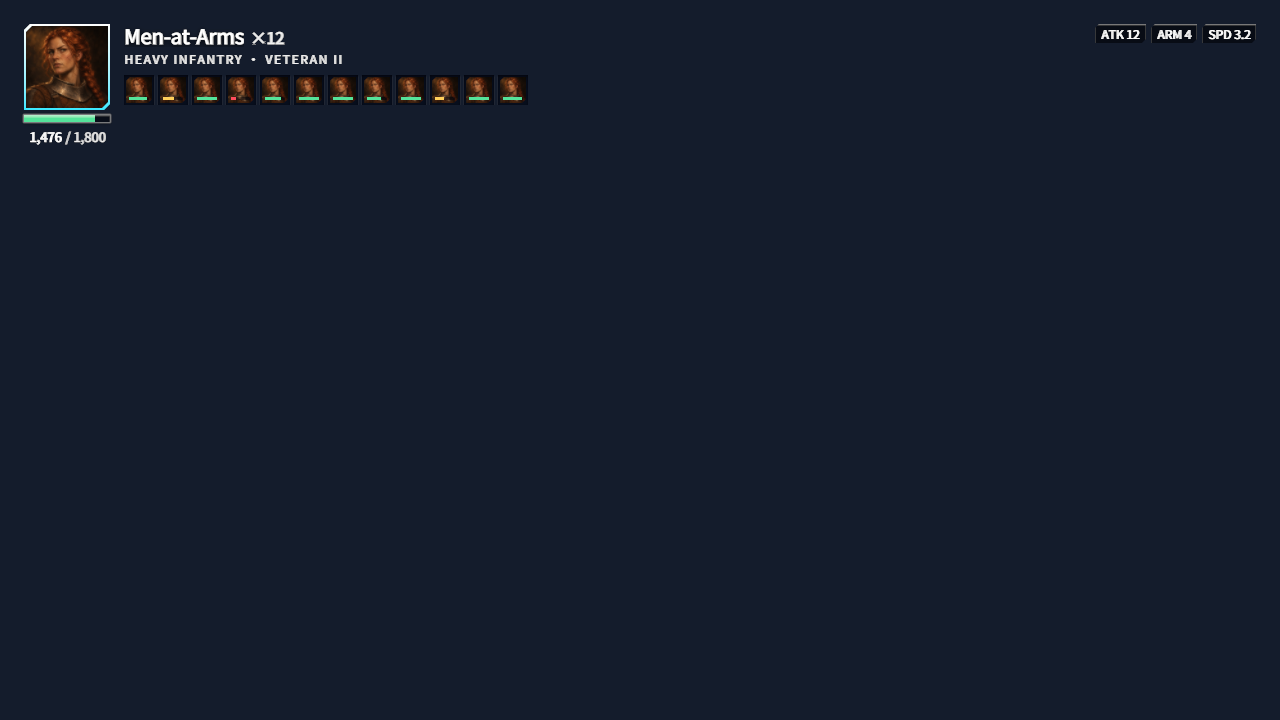 Men-at-Arms ×12
HEAVY INFANTRY • VETERAN II
1,476 / 1,800
ATK 12
ARM 4
SPD 3.2